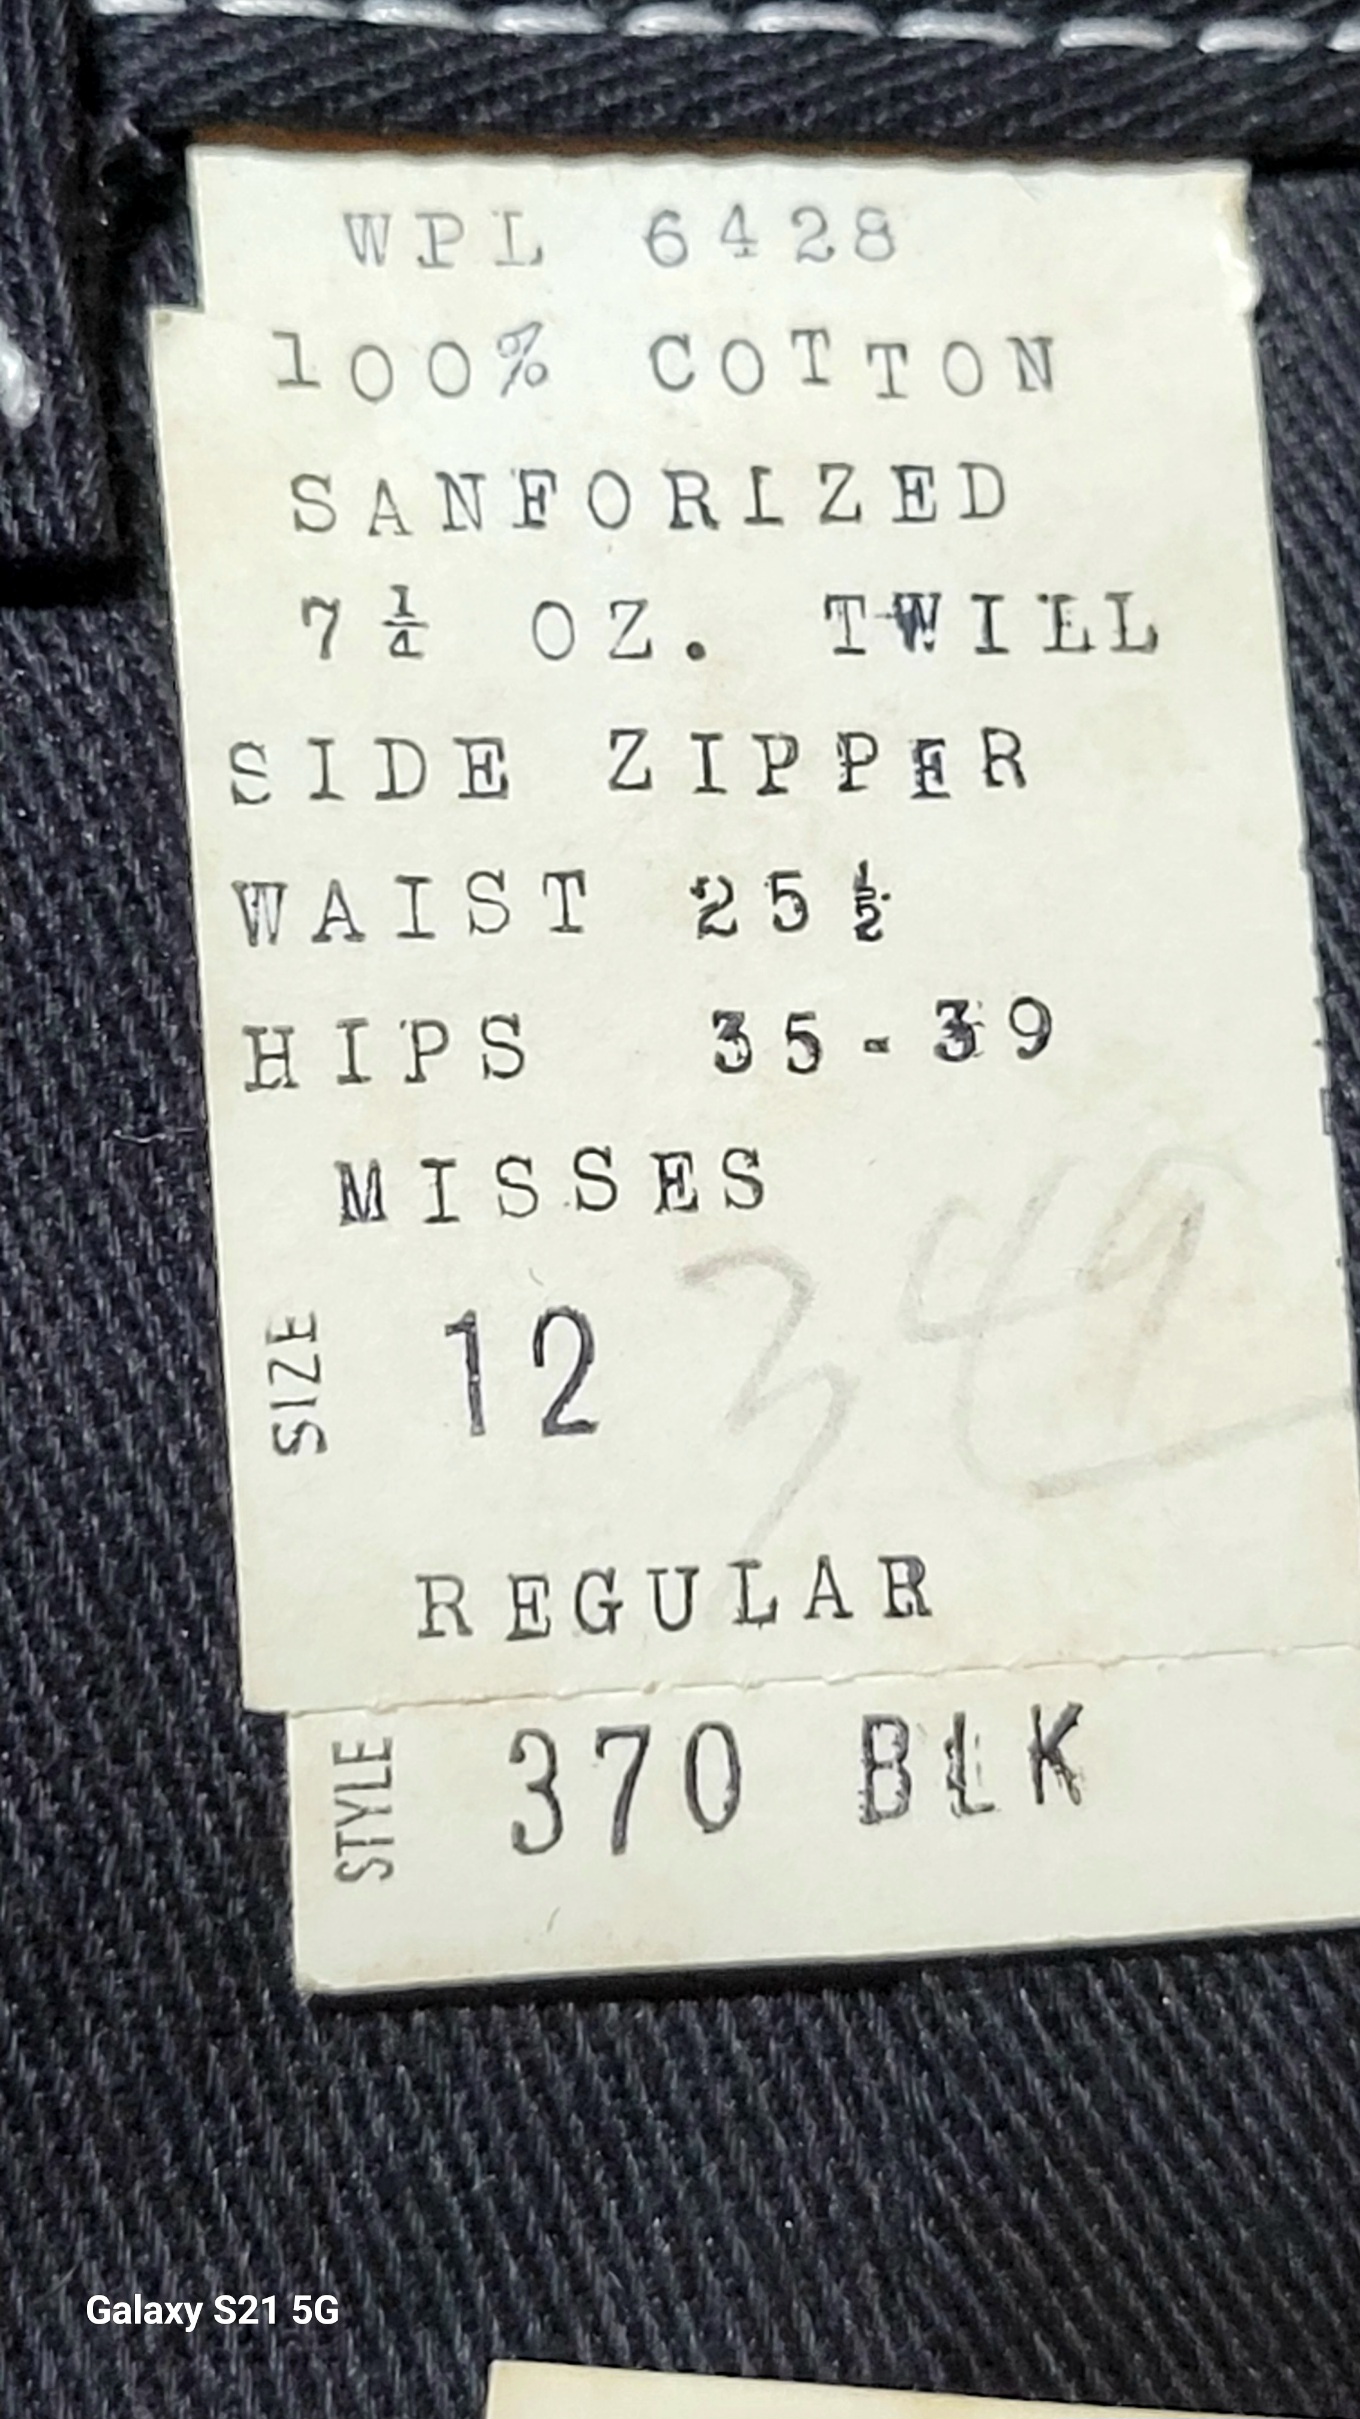 WPL 6428
100% COTTON
SANFORIZED
7¼ OZ. TWILL
SIDE ZIPPER
WAIST 25½
HIPS 35-39
MISSES
SIZE 12
349
REGULAR
STYLE 370 BLK
Galaxy S21 5G